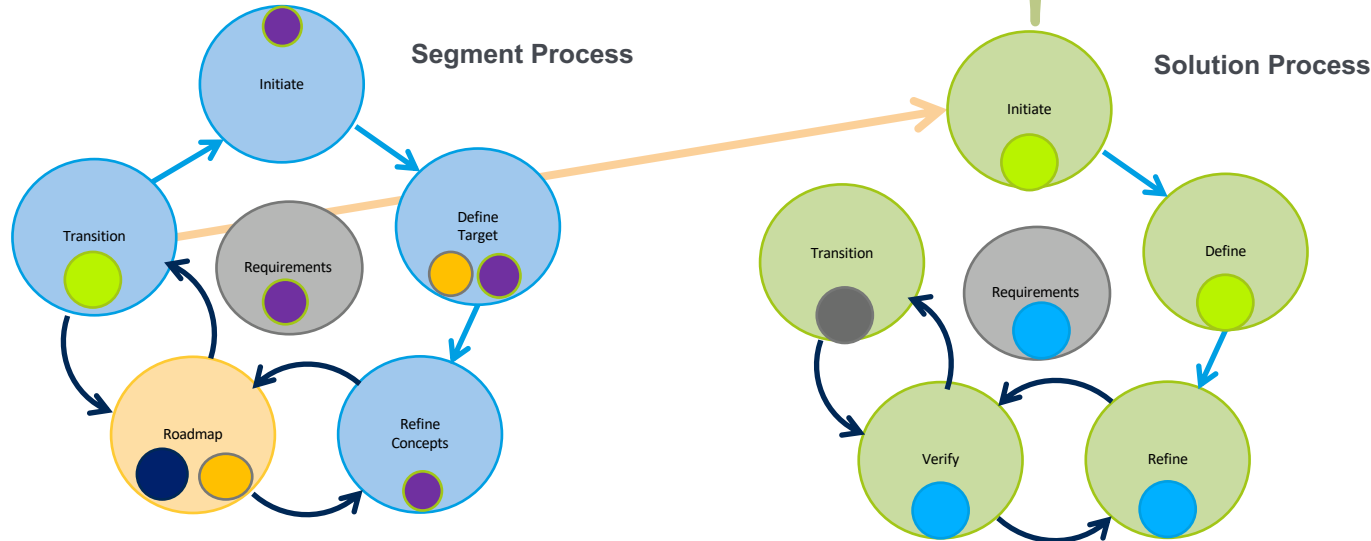 Segment Process
Initiate
Transition
Requirements
Define
Target
Roadmap
Refine
Concepts
Solution Process
Initiate
Transition
Requirements
Define
Verify
Refine